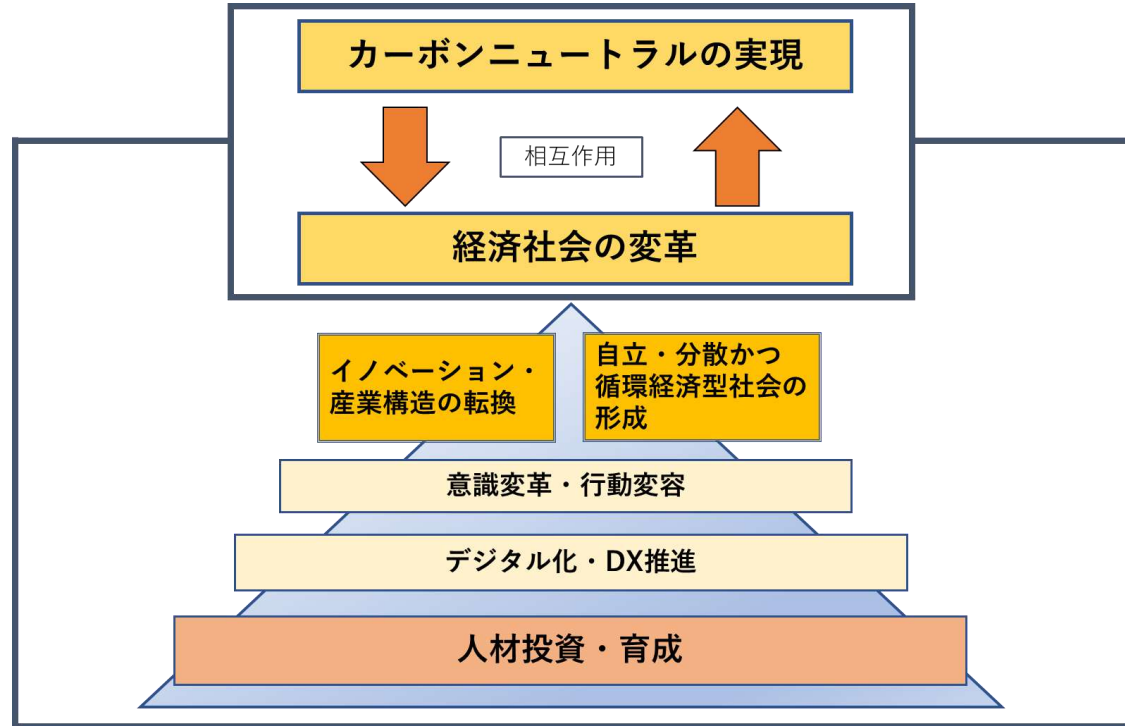 カーボンニュートラルの実現
相互作用
経済社会の変革
イノベーション・
産業構造の転換
自立・分散かつ
循環経済型社会の
形成
意識変革・行動変容
デジタル化・DX推進
人材投資・育成